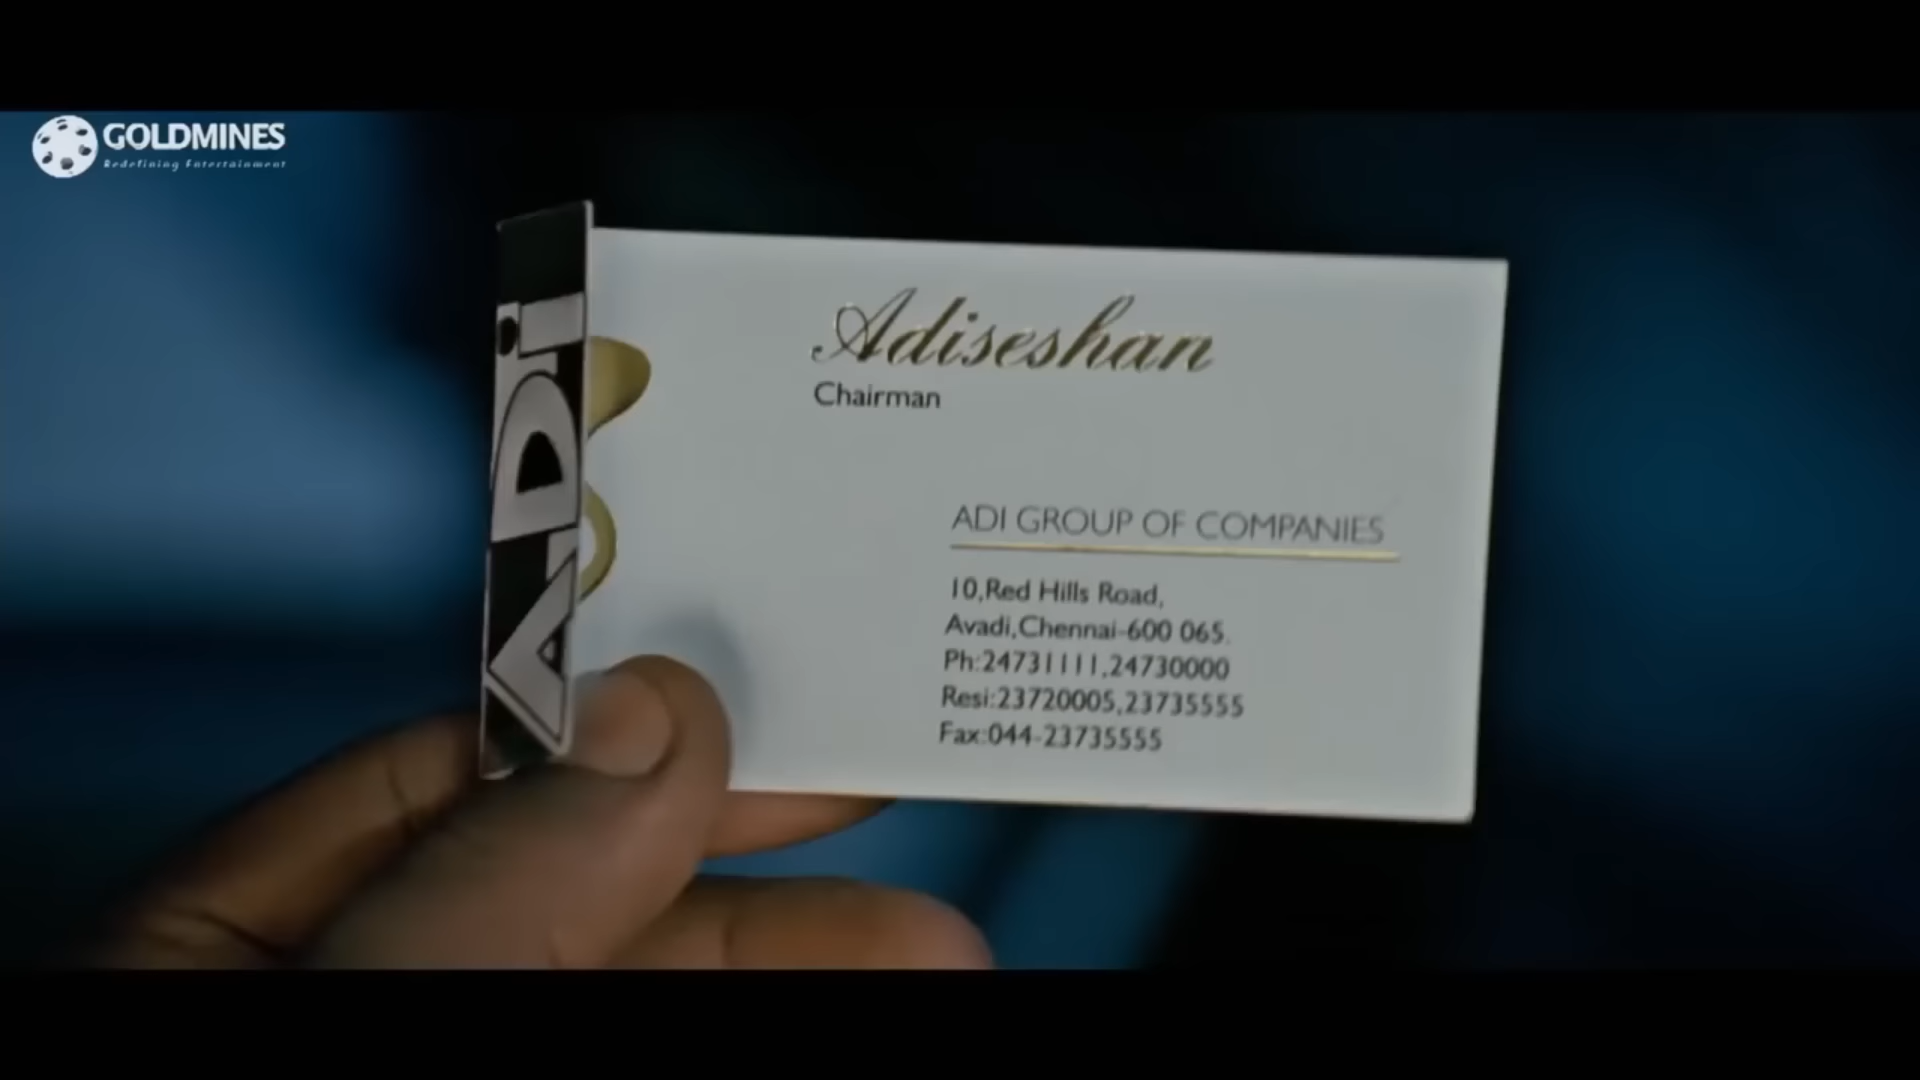 GOLDMINES
Redefining Entertainment
ADi
Adiseshan
Chairman
ADI GROUP OF COMPANIES
10,Red Hills Road,
Avadi,Chennai-600 065.
Ph:24731111,24730000
Resi:23720005,23735555
Fax:044-23735555